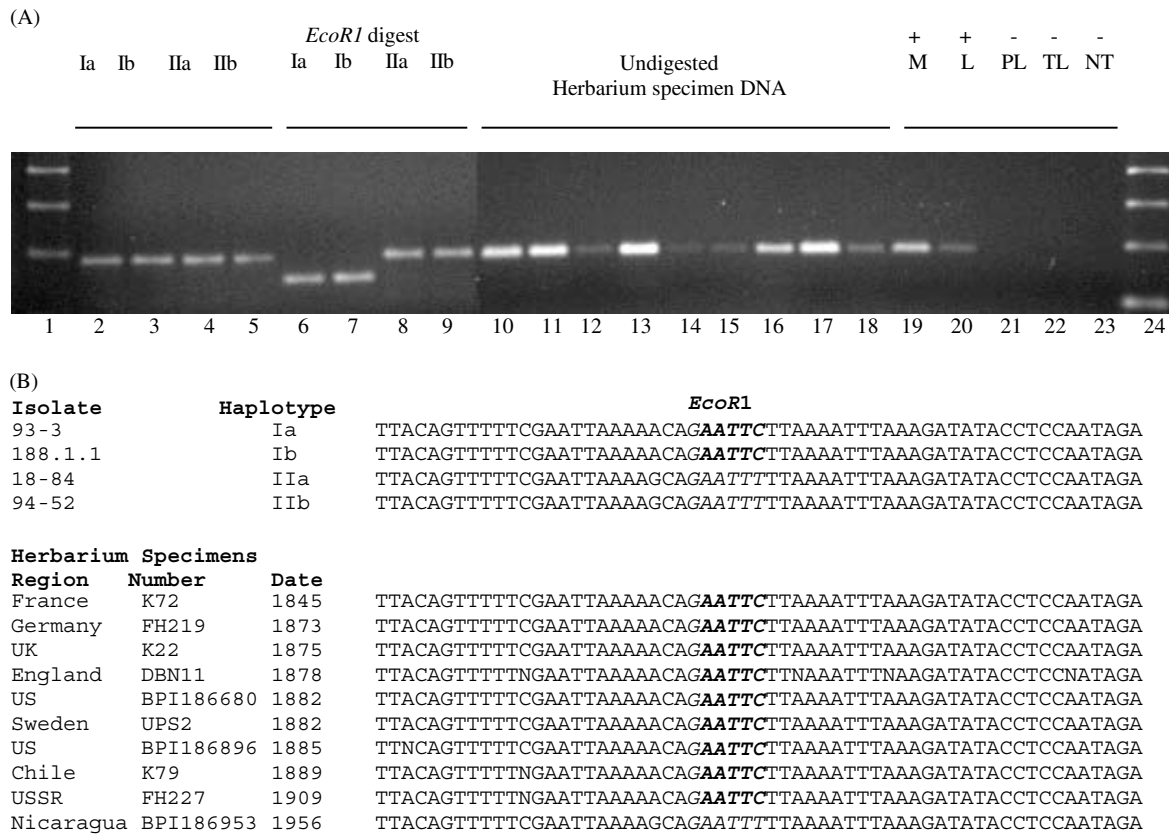 (A)
EcoR1 digest + + - - -
Ia Ib IIa IIb Ia Ib IIa IIb Undigested M L PL TL NT
Herbarium specimen DNA
1 2 3 4 5 6 7 8 9 10 11 12 13 14 15 16 17 18 19 20 21 22 23 24
(B)
Isolate Haplotype EcoR1
93-3 Ia TTACAGTTTTTCGAATTAAAAACAGAATTCTTAAAATTTAAAGATATACCTCCAATAGA
188.1.1 Ib TTACAGTTTTTCGAATTAAAAACAGAATTCTTAAAATTTAAAGATATACCTCCAATAGA
18-84 IIa TTACAGTTTTTCGAATTAAAAGCAGAATTTTTAAAATTTAAAGATATACCTCCAATAGA
94-52 IIb TTACAGTTTTTCGAATTAAAAGCAGAATTTTTAAAATTTAAAGATATACCTCCAATAGA
Herbarium Specimens
Region Number Date
France K72 1845 TTACAGTTTTTCGAATTAAAAACAGAATTCTTAAAATTTAAAGATATACCTCCAATAGA
Germany FH219 1873 TTACAGTTTTTCGAATTAAAAACAGAATTCTTAAAATTTAAAGATATACCTCCAATAGA
UK K22 1875 TTACAGTTTTTCGAATTAAAAACAGAATTCTTAAAATTTAAAGATATACCTCCAATAGA
England DBN11 1878 TTACAGTTTTTNGAATTAAAAACAGAATTCTTNAAATTTNAAGATATACCTCCNATAGA
US BPI186680 1882 TTACAGTTTTTCGAATTAAAAACAGAATTCTTAAAATTTAAAGATATACCTCCAATAGA
Sweden UPS2 1882 TTACAGTTTTTCGAATTAAAAACAGAATTCTTAAAATTTAAAGATATACCTCCAATAGA
US BPI186896 1885 TTNCAGTTTTTCGAATTAAAAACAGAATTCTTAAAATTTAAAGATATACCTCCAATAGA
Chile K79 1889 TTACAGTTTTTNGAATTAAAAACAGAATTCTTAAAATTTAAAGATATACCTCCAATAGA
USSR FH227 1909 TTACAGTTTTTNGAATTAAAAACAGAATTCTTAAAATTTAAAGATATACCTCCAATAGA
Nicaragua BPI186953 1956 TTACAGTTTTTCGAATTAAAAGCAGAATTTTTAAAATTTAAAGATATACCTCCAATAGA